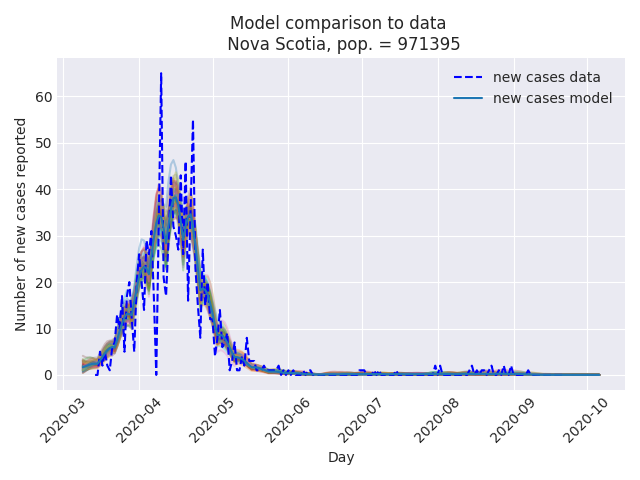 Model comparison to data
Nova Scotia, pop. = 971395
new cases data
new cases model
Number of new cases reported
60
50
40
30
20
10
0
2020-03
2020-04
2020-05
2020-06
2020-07
2020-08
2020-09
2020-10
Day